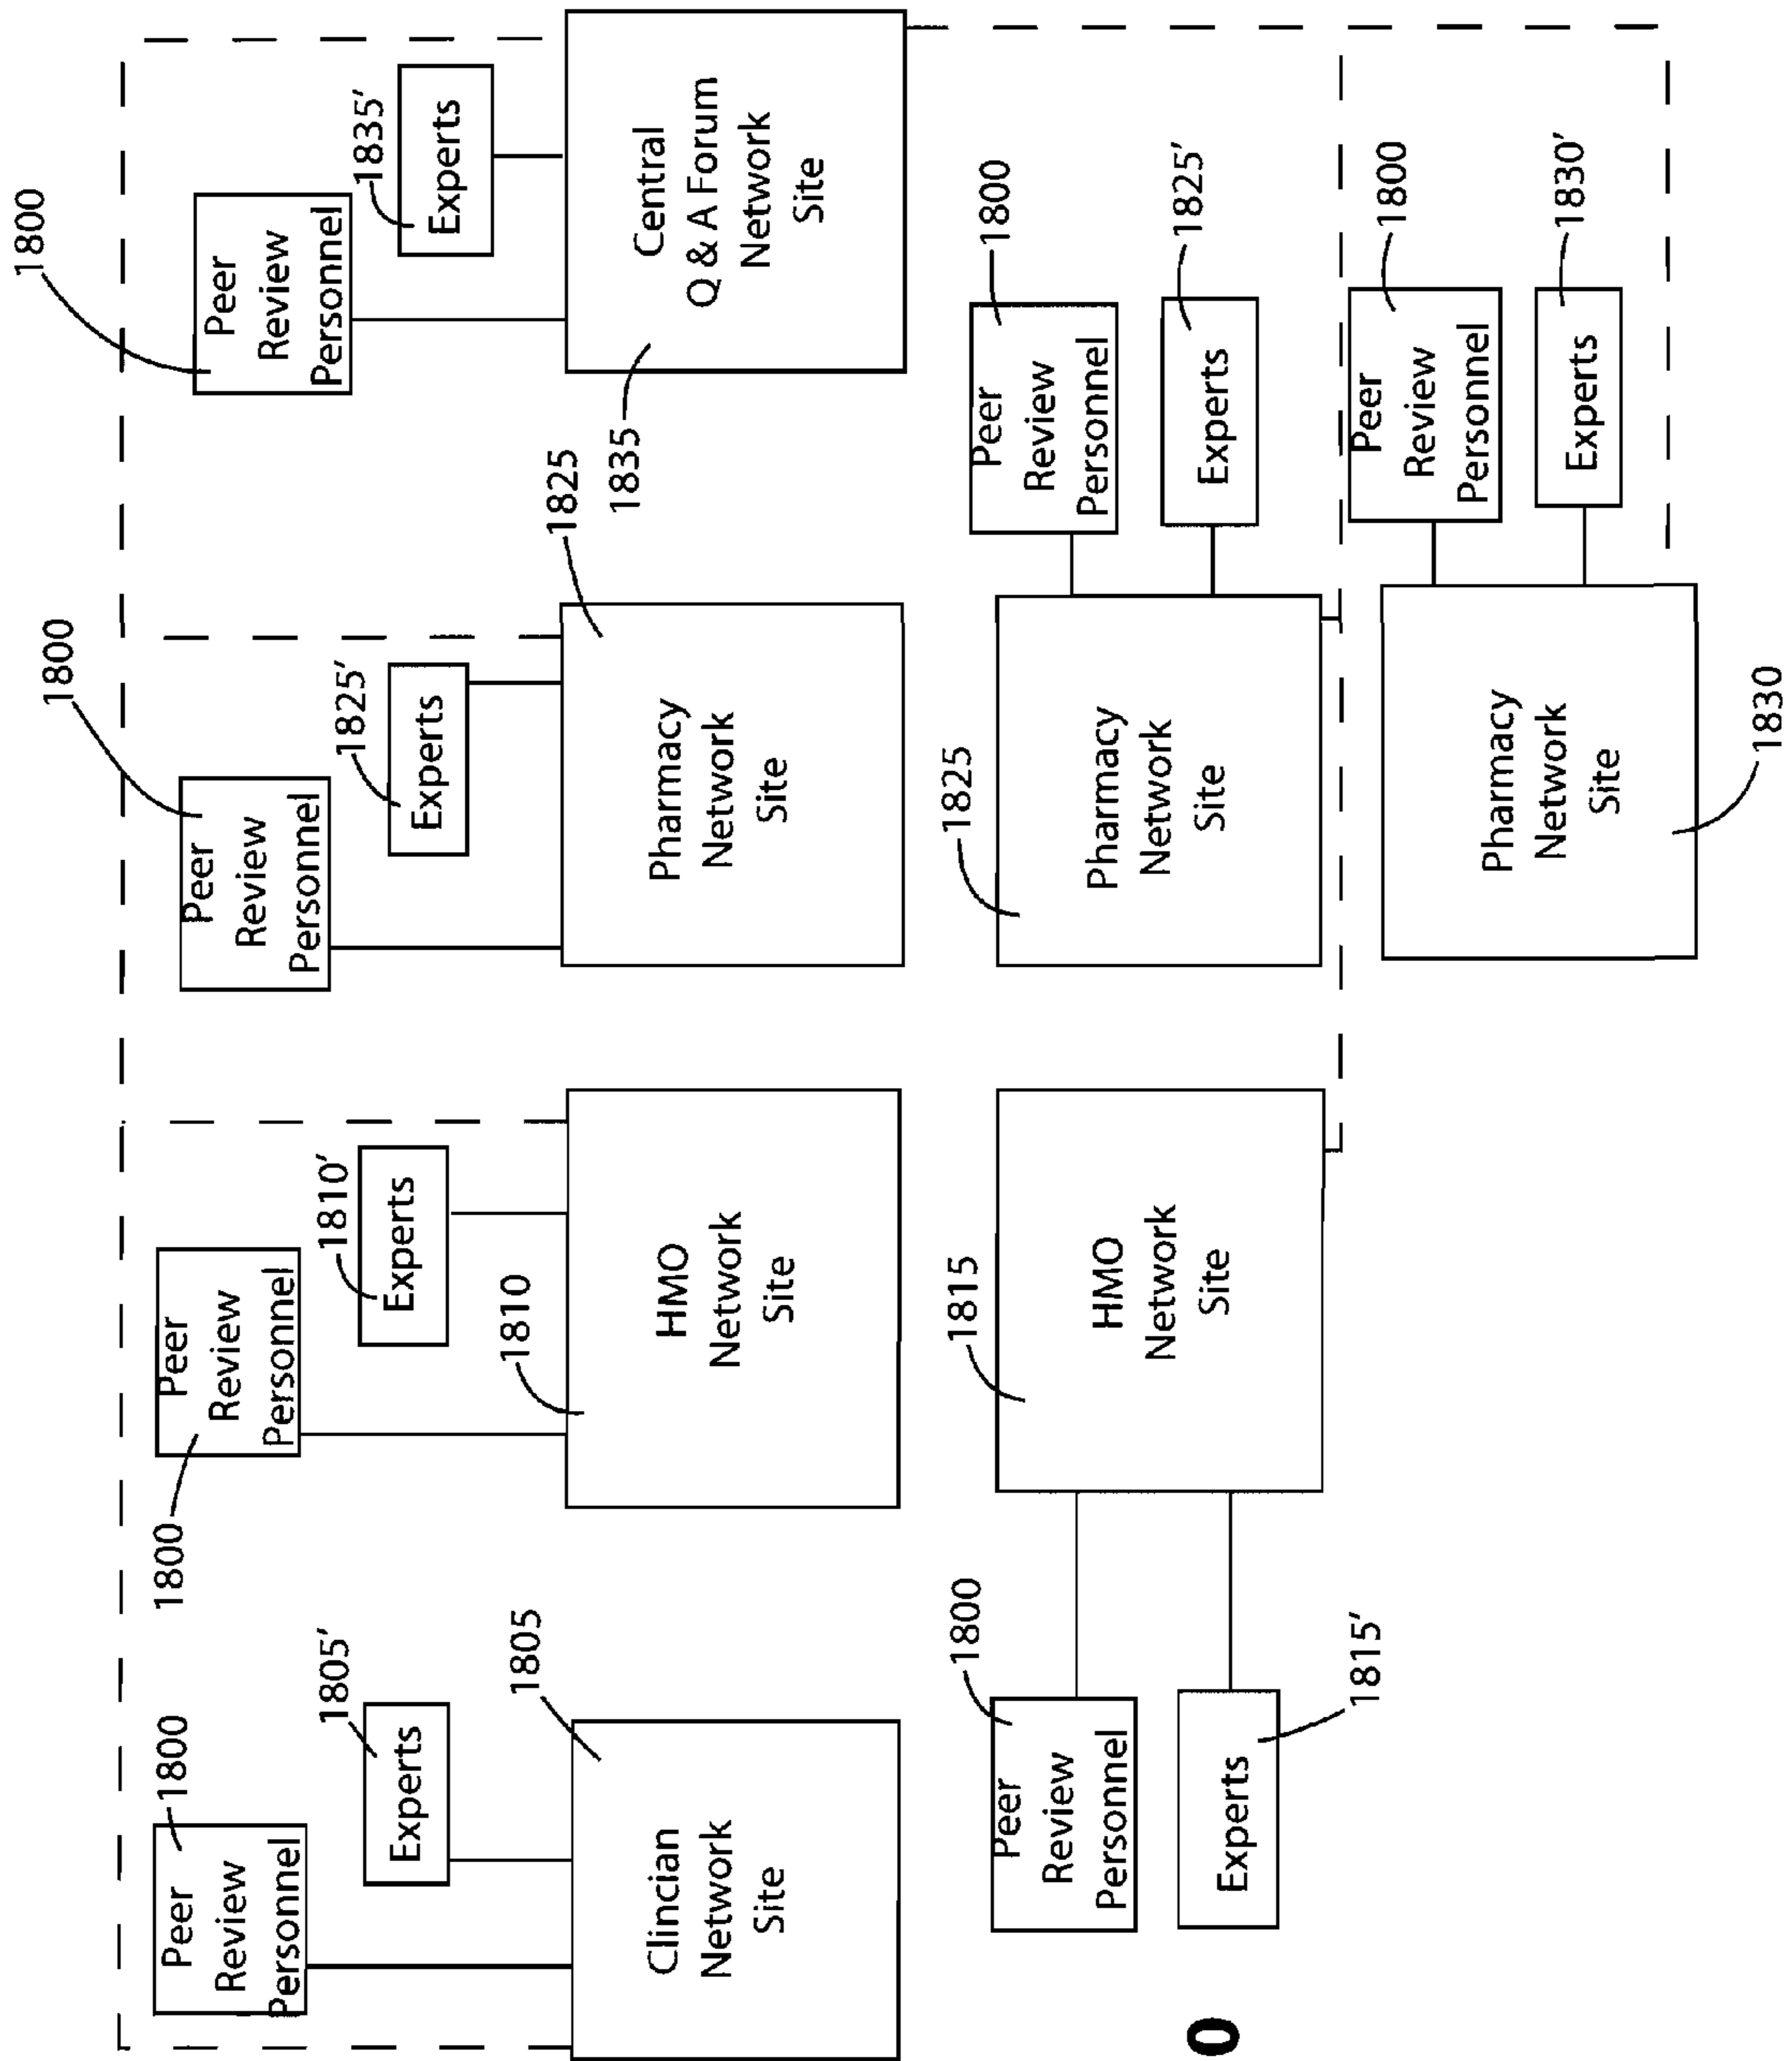 1800
Peer
Review
Personnel
1805'
Experts
1805
Clincian
Network
Site
1800
Peer
Review
Personnel
1810'
Experts
1810
HMO
Network
Site
1800
Peer
Review
Personnel
1825'
Experts
1825
Pharmacy
Network
Site
1800
Peer
Review
Personnel
1835'
Experts
1835
Central
Q & A Forum
Network
Site
1800
Peer
Review
Personnel
Experts
1815'
1815
HMO
Network
Site
1825
Pharmacy
Network
Site
1800
Peer
Review
Personnel
1825'
Experts
Pharmacy
Network
Site
1830
1800
Peer
Review
Personnel
1830'
Experts
0